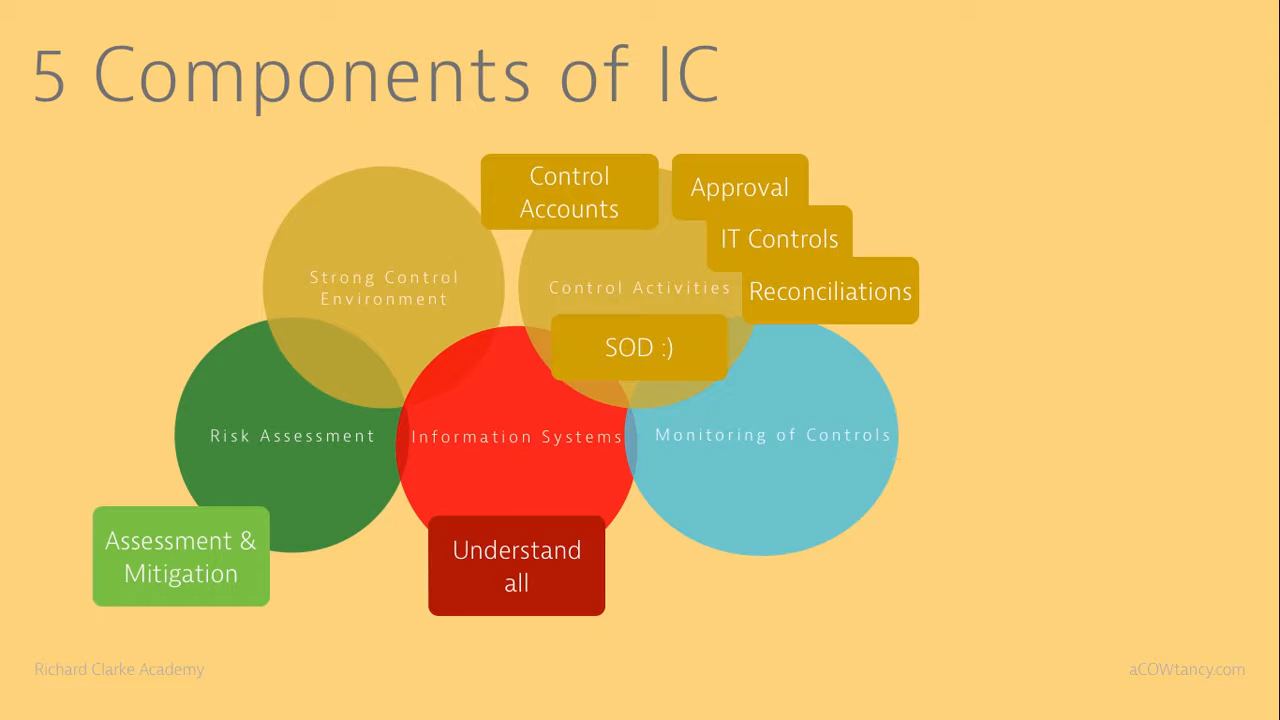 5 Components of IC
Control
Accounts
Approval
IT Controls
Strong Control
Environment
Control Activities
Reconciliations
SOD :)
Risk Assessment
Information Systems
Monitoring of Controls
Assessment &
Mitigation
Understand
all
Richard Clarke Academy
aCOWtancy.com